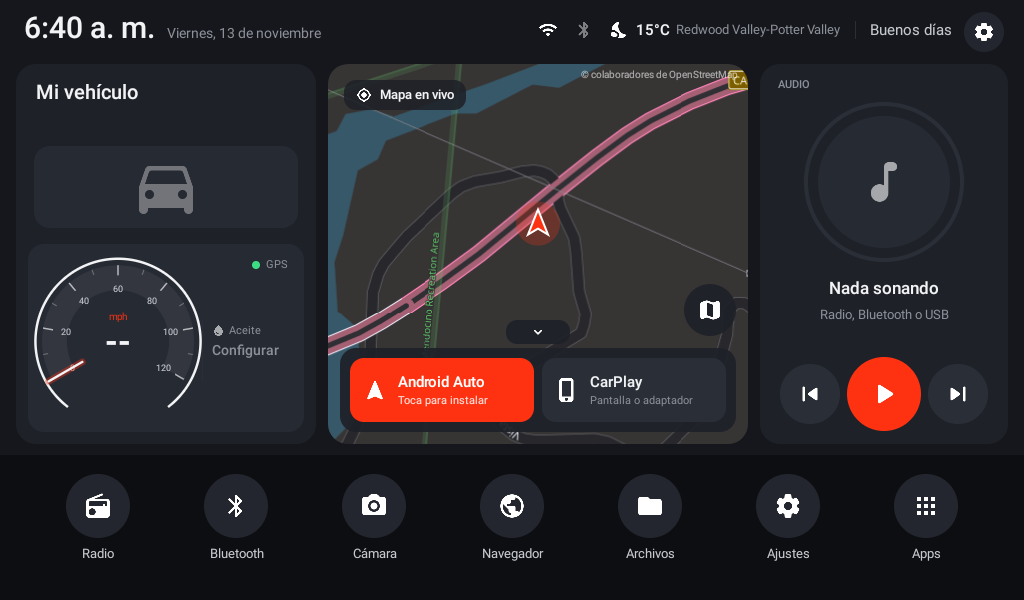 6:40 a. m.
Viernes, 13 de noviembre
15°C
Redwood Valley-Potter Valley
Buenos días
Mi vehículo
GPS
0
20
40
60
80
100
120
mph
--
Aceite
Configurar
© colaboradores de OpenStreetMap
CA
Mapa en vivo
endocino Recreation Area
Android Auto
Toca para instalar
CarPlay
Pantalla o adaptador
AUDIO
Nada sonando
Radio, Bluetooth o USB
Radio
Bluetooth
Cámara
Navegador
Archivos
Ajustes
Apps